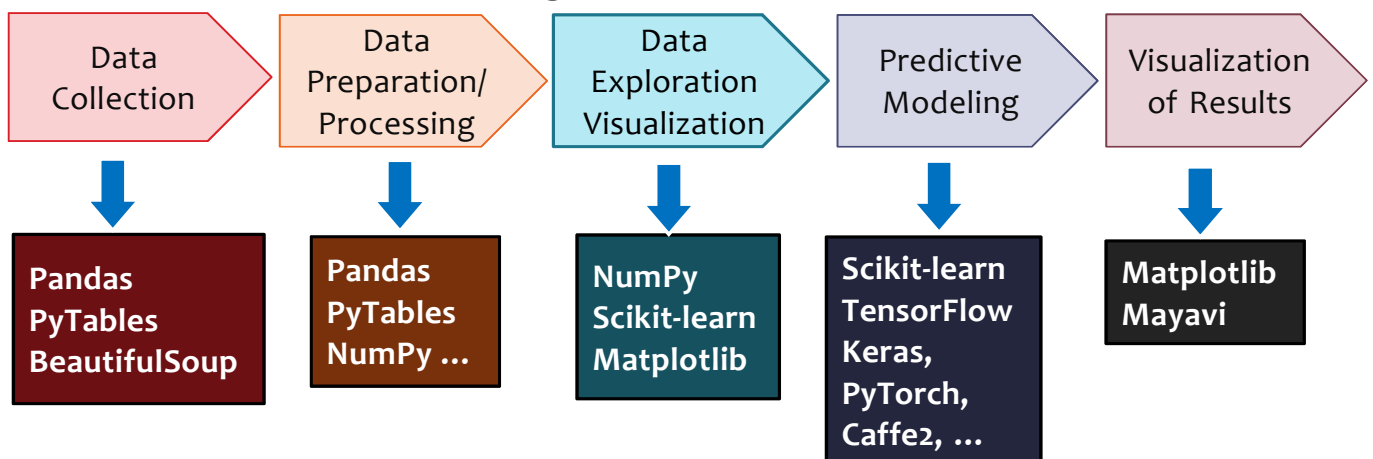 Data
Collection
Data
Preparation/
Processing
Data
Exploration
Visualization
Predictive
Modeling
Visualization
of Results
Pandas
PyTables
BeautifulSoup
Pandas
PyTables
NumPy ...
NumPy
Scikit-learn
Matplotlib
Scikit-learn
TensorFlow
Keras,
PyTorch,
Caffe2, ...
Matplotlib
Mayavi